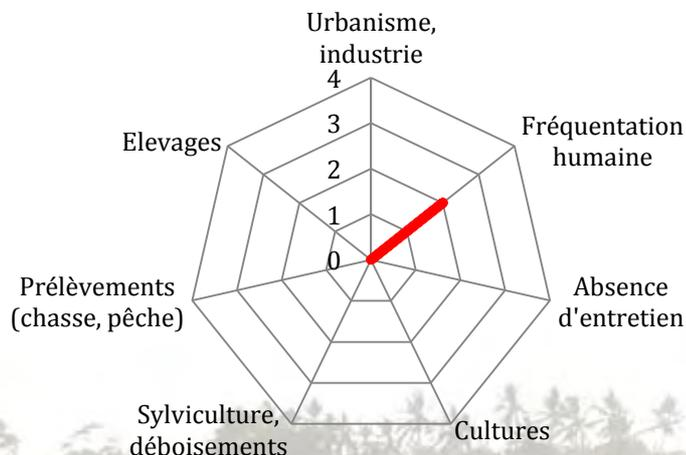 Urbanisme,
industrie
4
3
2
1
0
Fréquentation
humaine
Elevages
Absence
d'entretien
Prélèvements
(chasse, pêche)
Cultures
Sylviculture,
déboisements